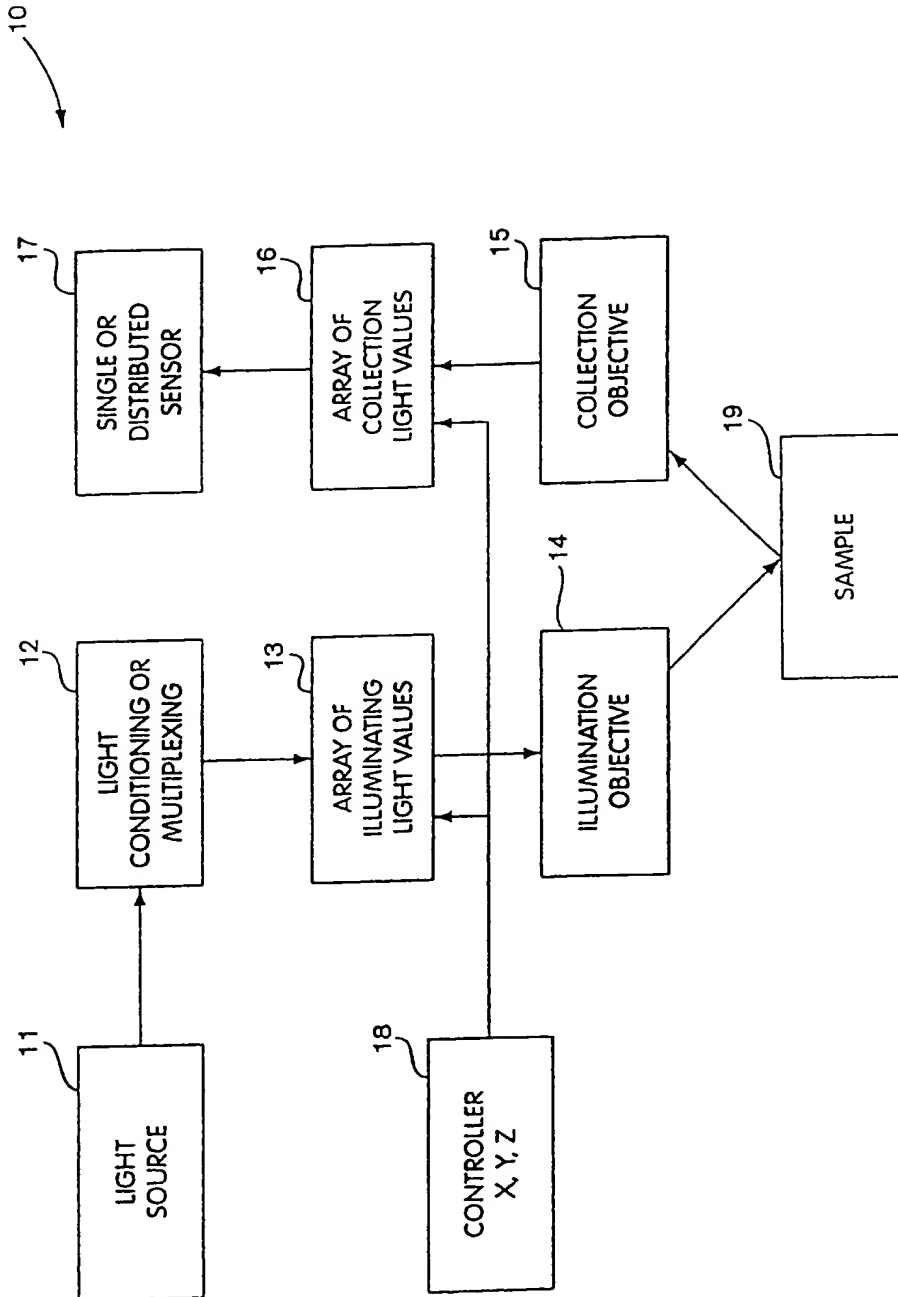 10
11
LIGHT
SOURCE
12
LIGHT
CONDITIONING OR
MULTIPLEXING
17
SINGLE OR
DISTRIBUTED
SENSOR
13
ARRAY OF
ILLUMINATING
LIGHT VALUES
16
ARRAY OF
COLLECTION
LIGHT VALUES
18
CONTROLLER
X, Y, Z
14
ILLUMINATION
OBJECTIVE
15
COLLECTION
OBJECTIVE
19
SAMPLE